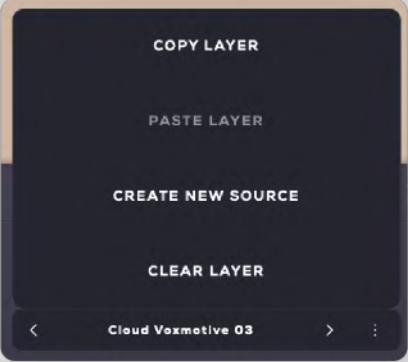 COPY LAYER
PASTE LAYER
CREATE NEW SOURCE
CLEAR LAYER
Cloud Voxmotive 03